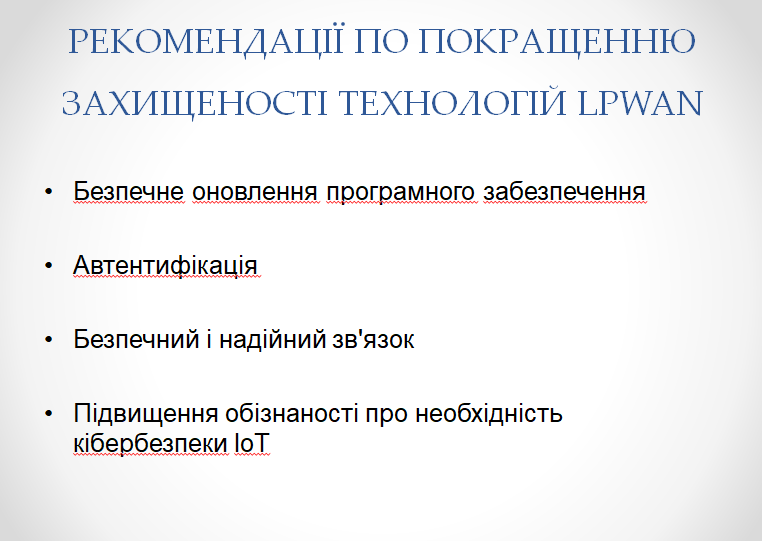 РЕКОМЕНДАЦІЇ ПО ПОКРАЩЕННЮ
ЗАХИЩЕНОСТІ ТЕХНОЛОГІЙ LPWAN
• Безпечне оновлення програмного забезпечення
• Автентифікація
• Безпечний і надійний зв'язок
• Підвищення обізнаності про необхідність
кібербезпеки IoT